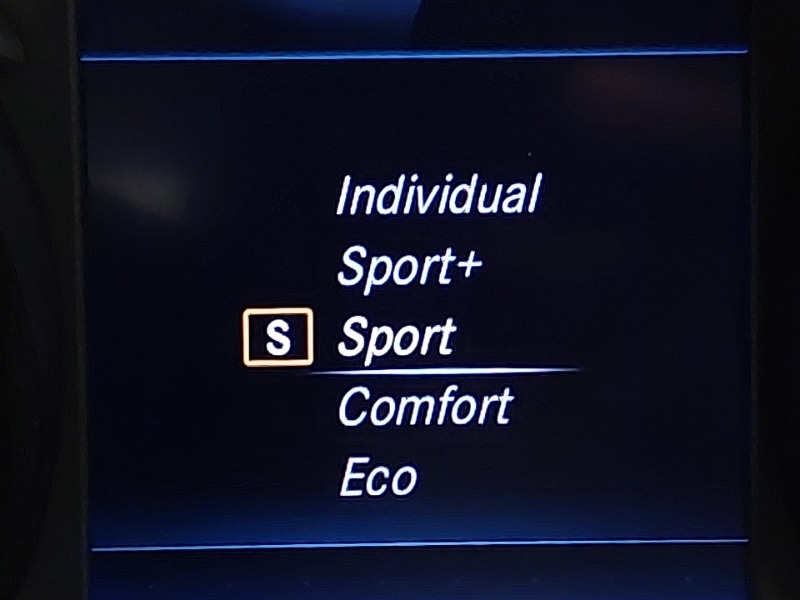 Individual
Sport+
S Sport
Comfort
Eco